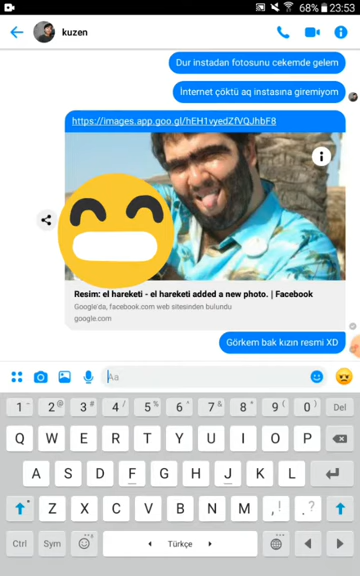 68% 23:53
kuzen
Dur instadan fotosunu cekemde gelem
İnternet çöktü aq instasına giremiyom
https://images.app.goo.gl/hEH1vyedZfVQJhbF8
Resim: el hareketi - el hareketi added a new photo. | Facebook
Google'da, facebook.com web sitesinden bulundu
google.com
Görkem bak kızın resmi XD
Aa
1 - 2 @ 3 # 4 / 5 % 6 ^ 7 & 8 * 9 ( 0 ) Del
Q W E R T Y U I O P
A S D F G H J K L
Z X C V B N M , ! . ?
Ctrl Sym Türkçe